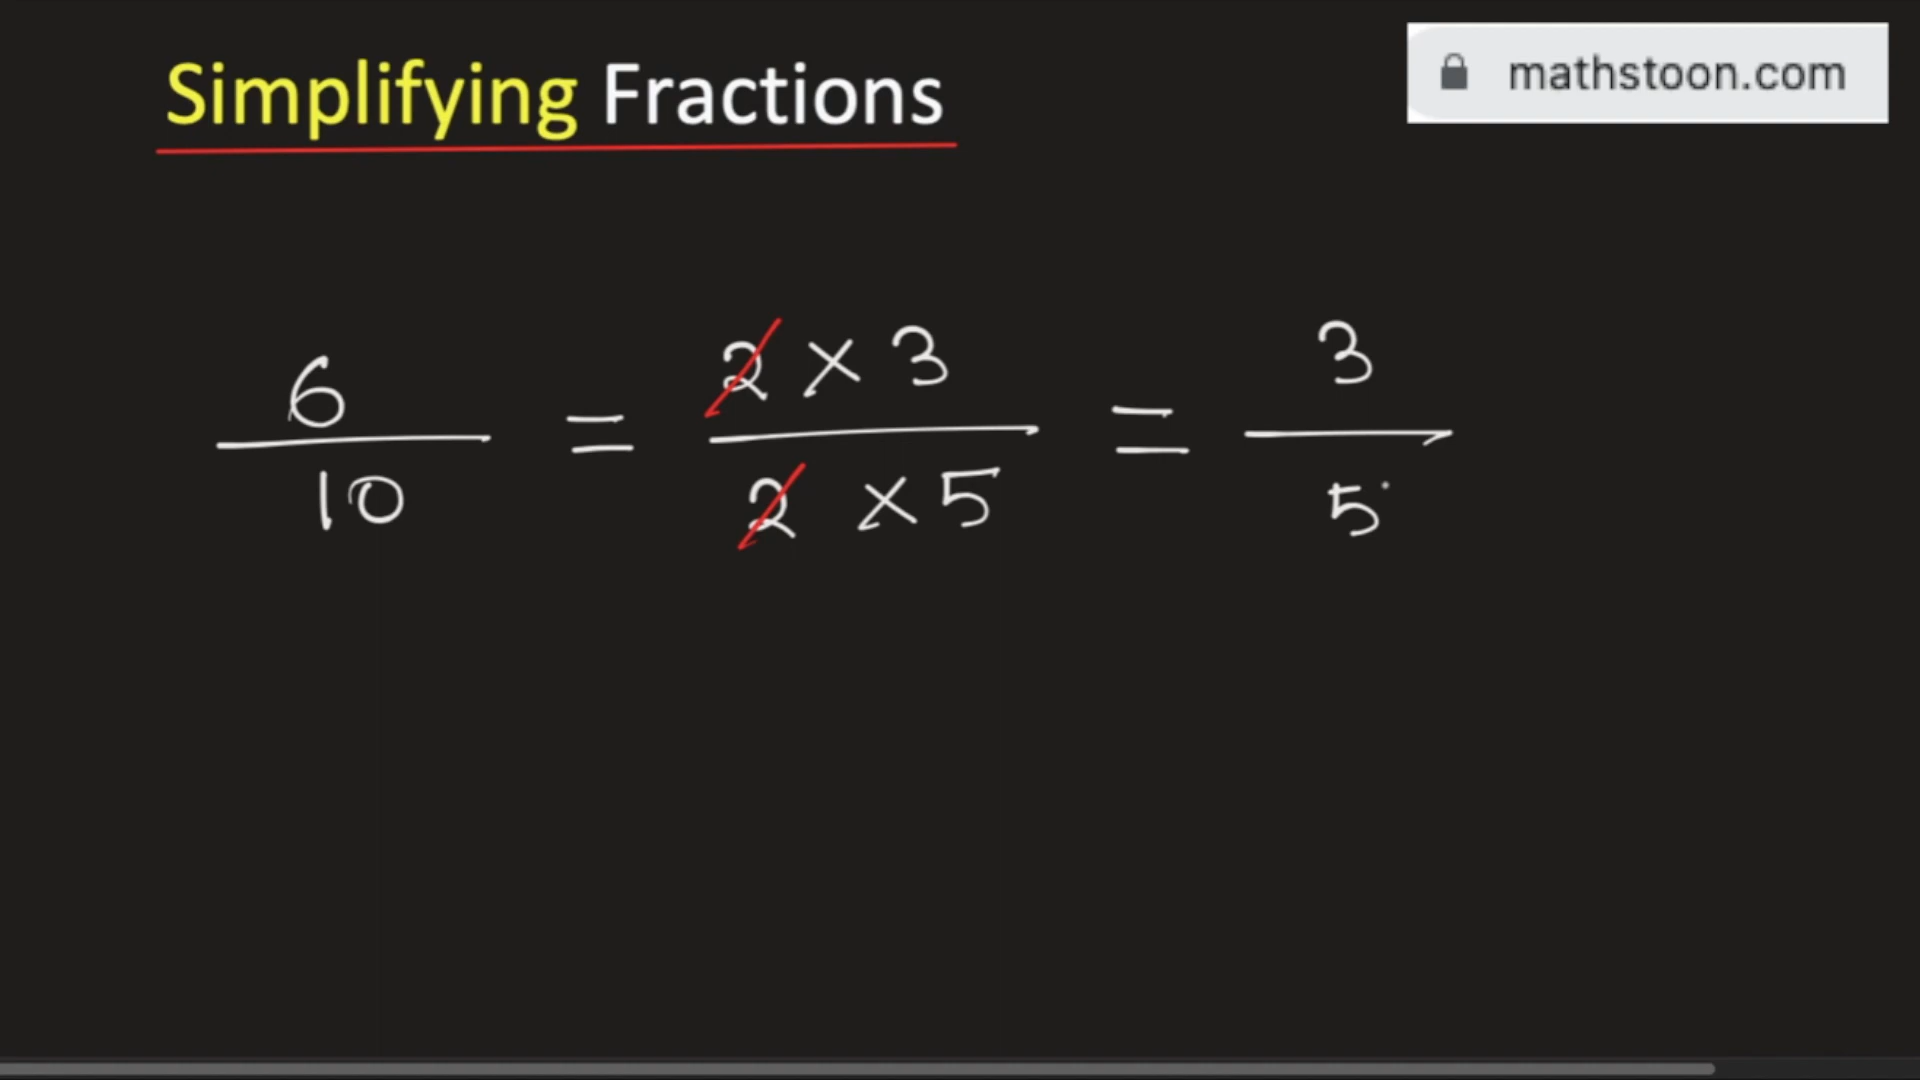 Simplifying Fractions
mathstoon.com
6/10 = 2 × 3 / 2 × 5 = 3/5